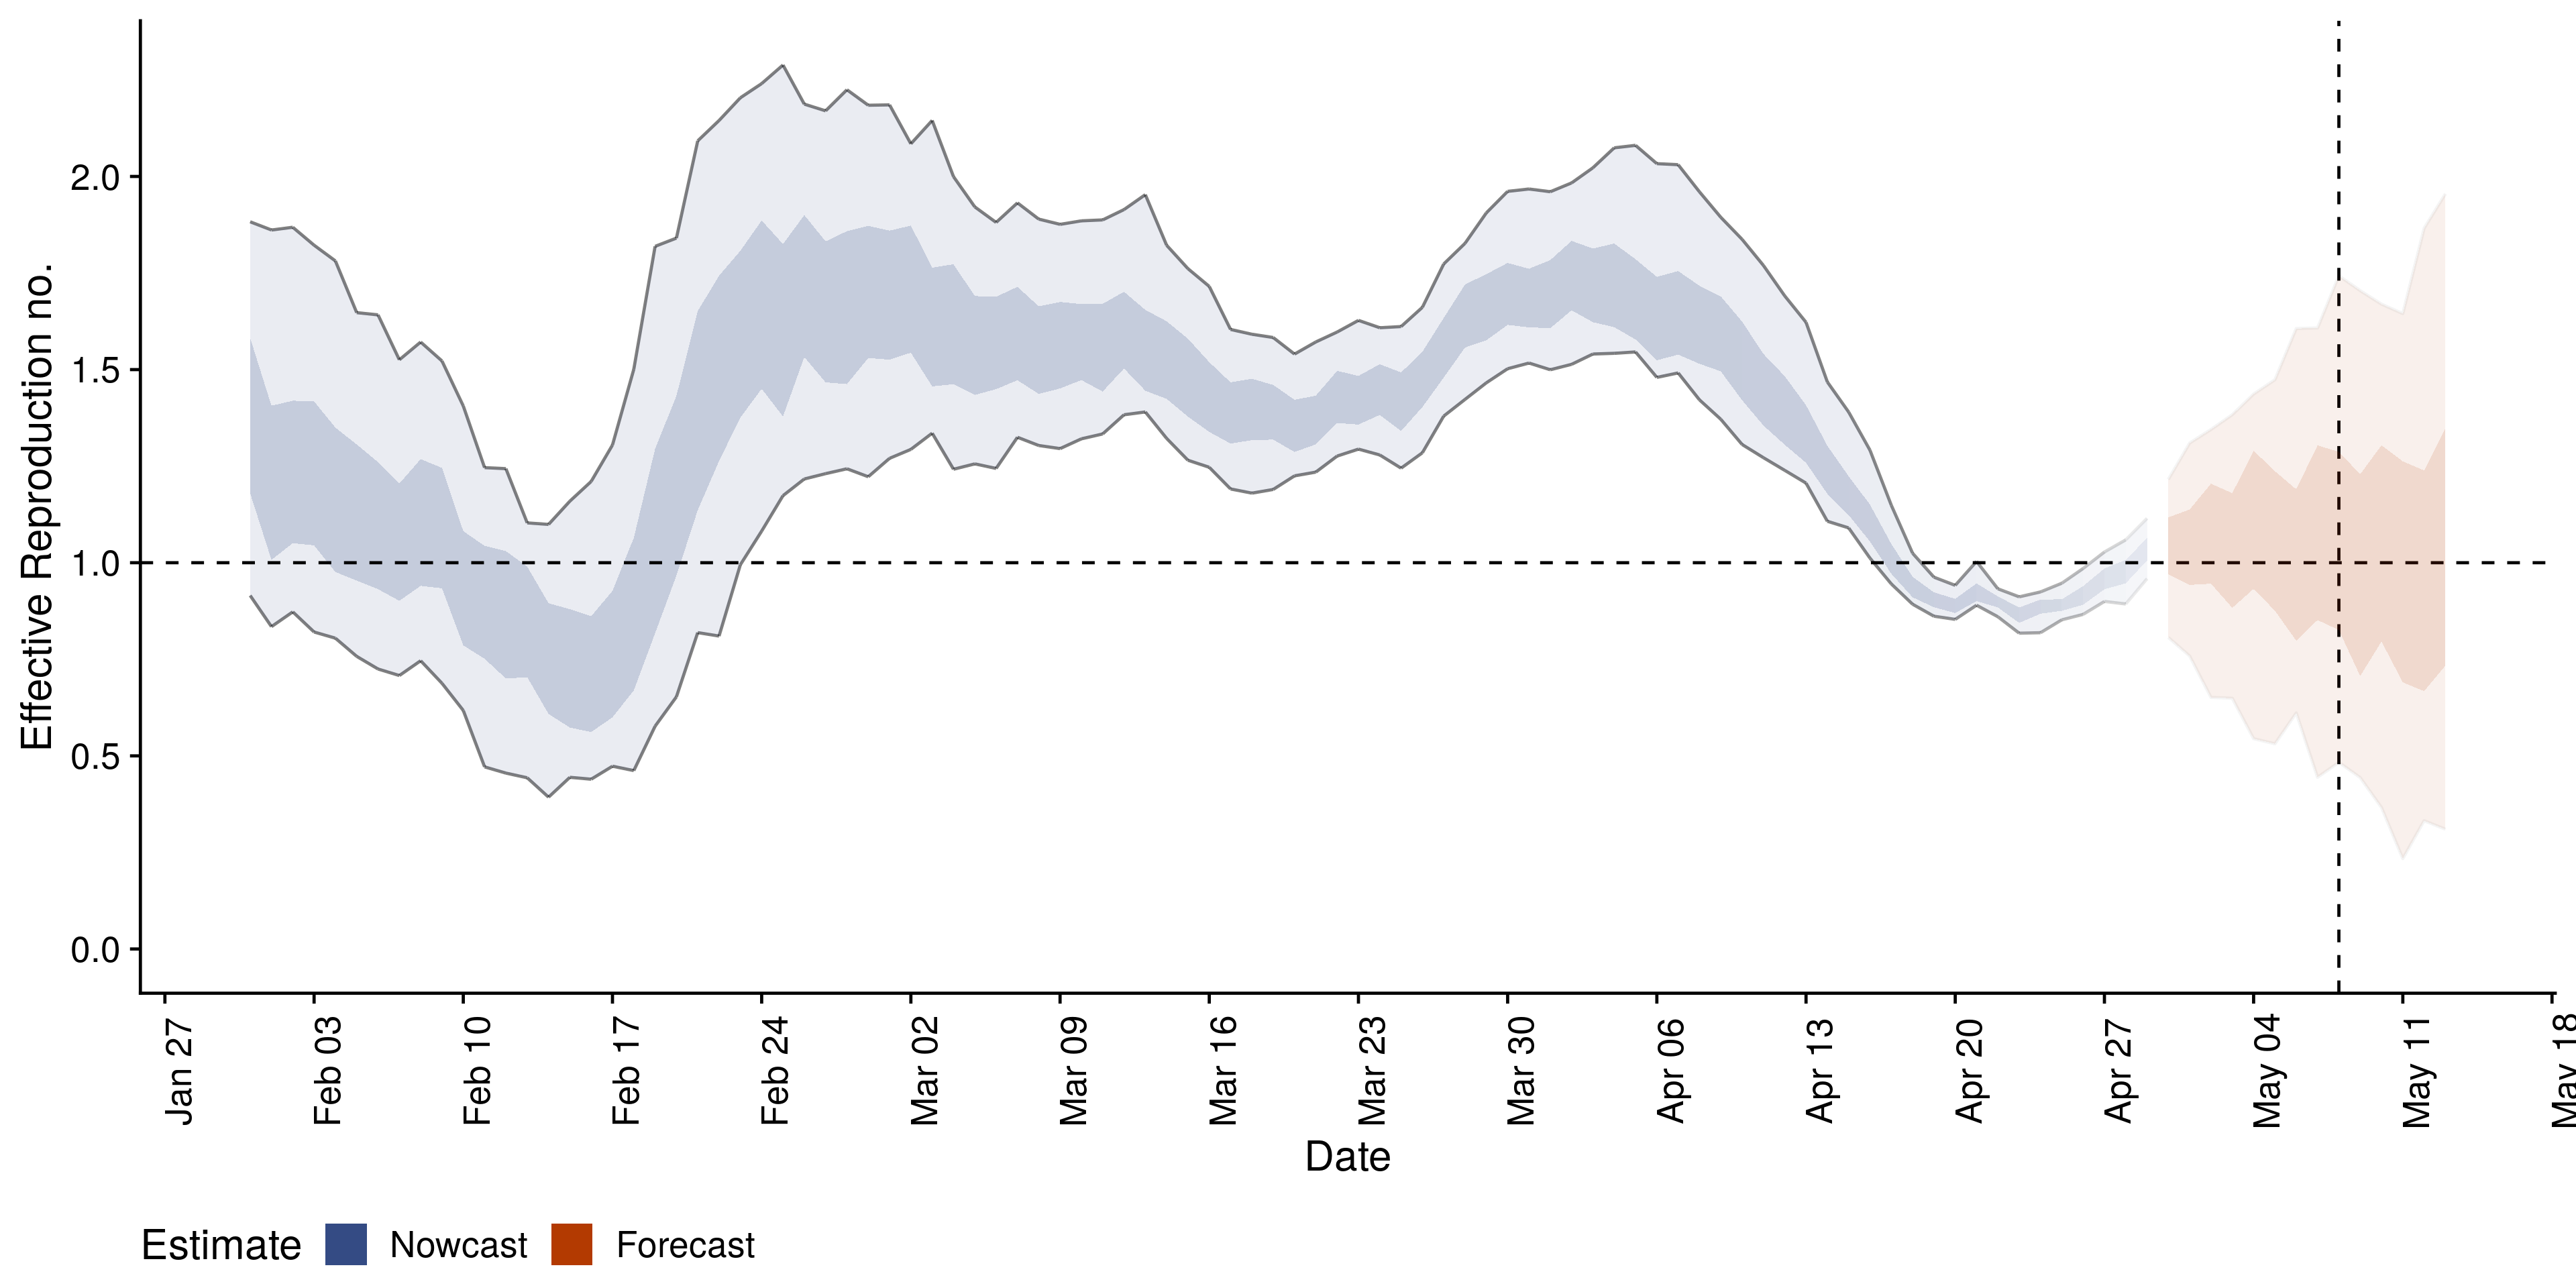 Effective Reproduction no.
2.0
1.5
1.0
0.5
0.0
Jan 27
Feb 03
Feb 10
Feb 17
Feb 24
Mar 02
Mar 09
Mar 16
Mar 23
Mar 30
Apr 06
Apr 13
Apr 20
Apr 27
May 04
May 11
May 18
Date
Estimate Nowcast Forecast